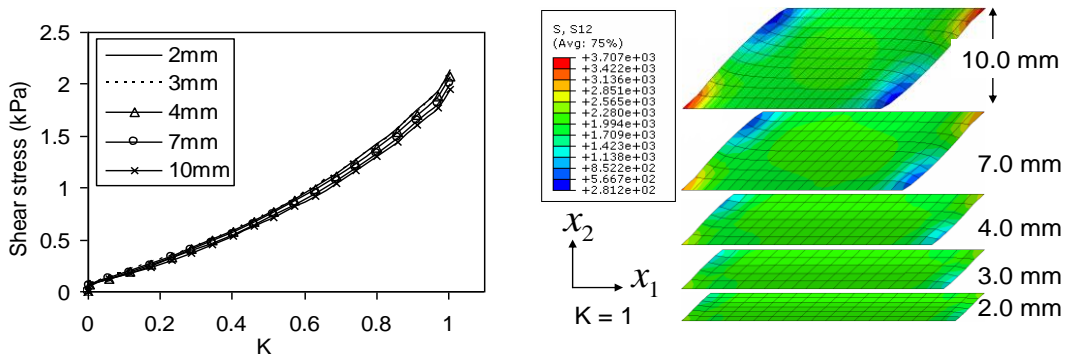 Shear stress (kPa)
2.5
2
1.5
1
0.5
0
0
0.2
0.4
0.6
0.8
1
K
2mm
3mm
4mm
7mm
10mm
S, S12
(Avg: 75%)
+3.707e+03
+3.422e+03
+3.136e+03
+2.851e+03
+2.565e+03
+2.280e+03
+1.994e+03
+1.709e+03
+1.423e+03
+1.138e+03
+8.522e+02
+5.667e+02
+2.812e+02
x2
x1
K = 1
10.0 mm
7.0 mm
4.0 mm
3.0 mm
2.0 mm